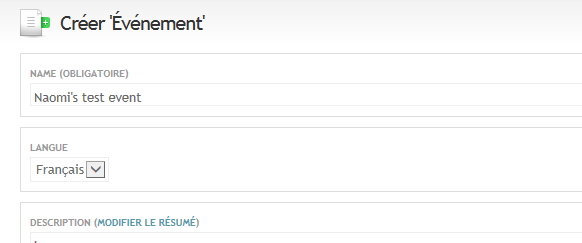 Créer 'Événement'
NAME (OBLIGATOIRE)
Naomi's test event
LANGUE
Français
DESCRIPTION (MODIFIER LE RÉSUMÉ)